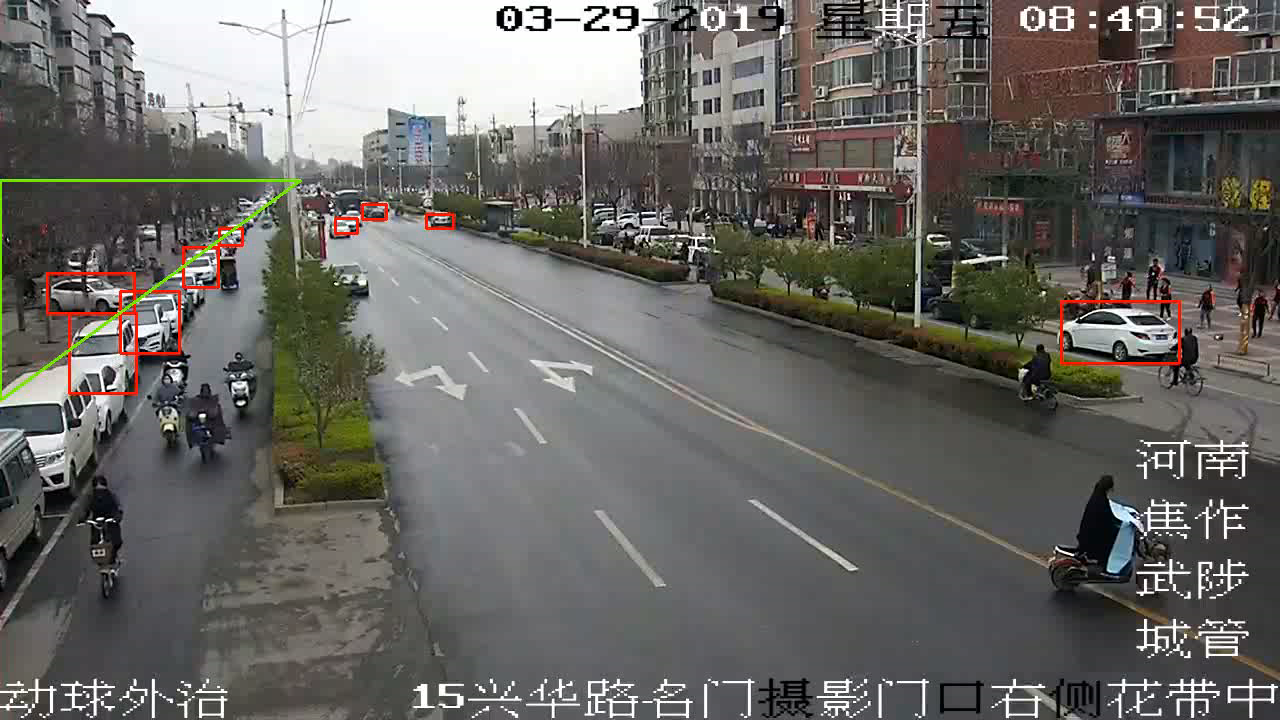 03-29-2019 星期五 08:49:52
河南
焦作
武陟
城管
动球外治 15兴华路名门摄影门口右侧花带中